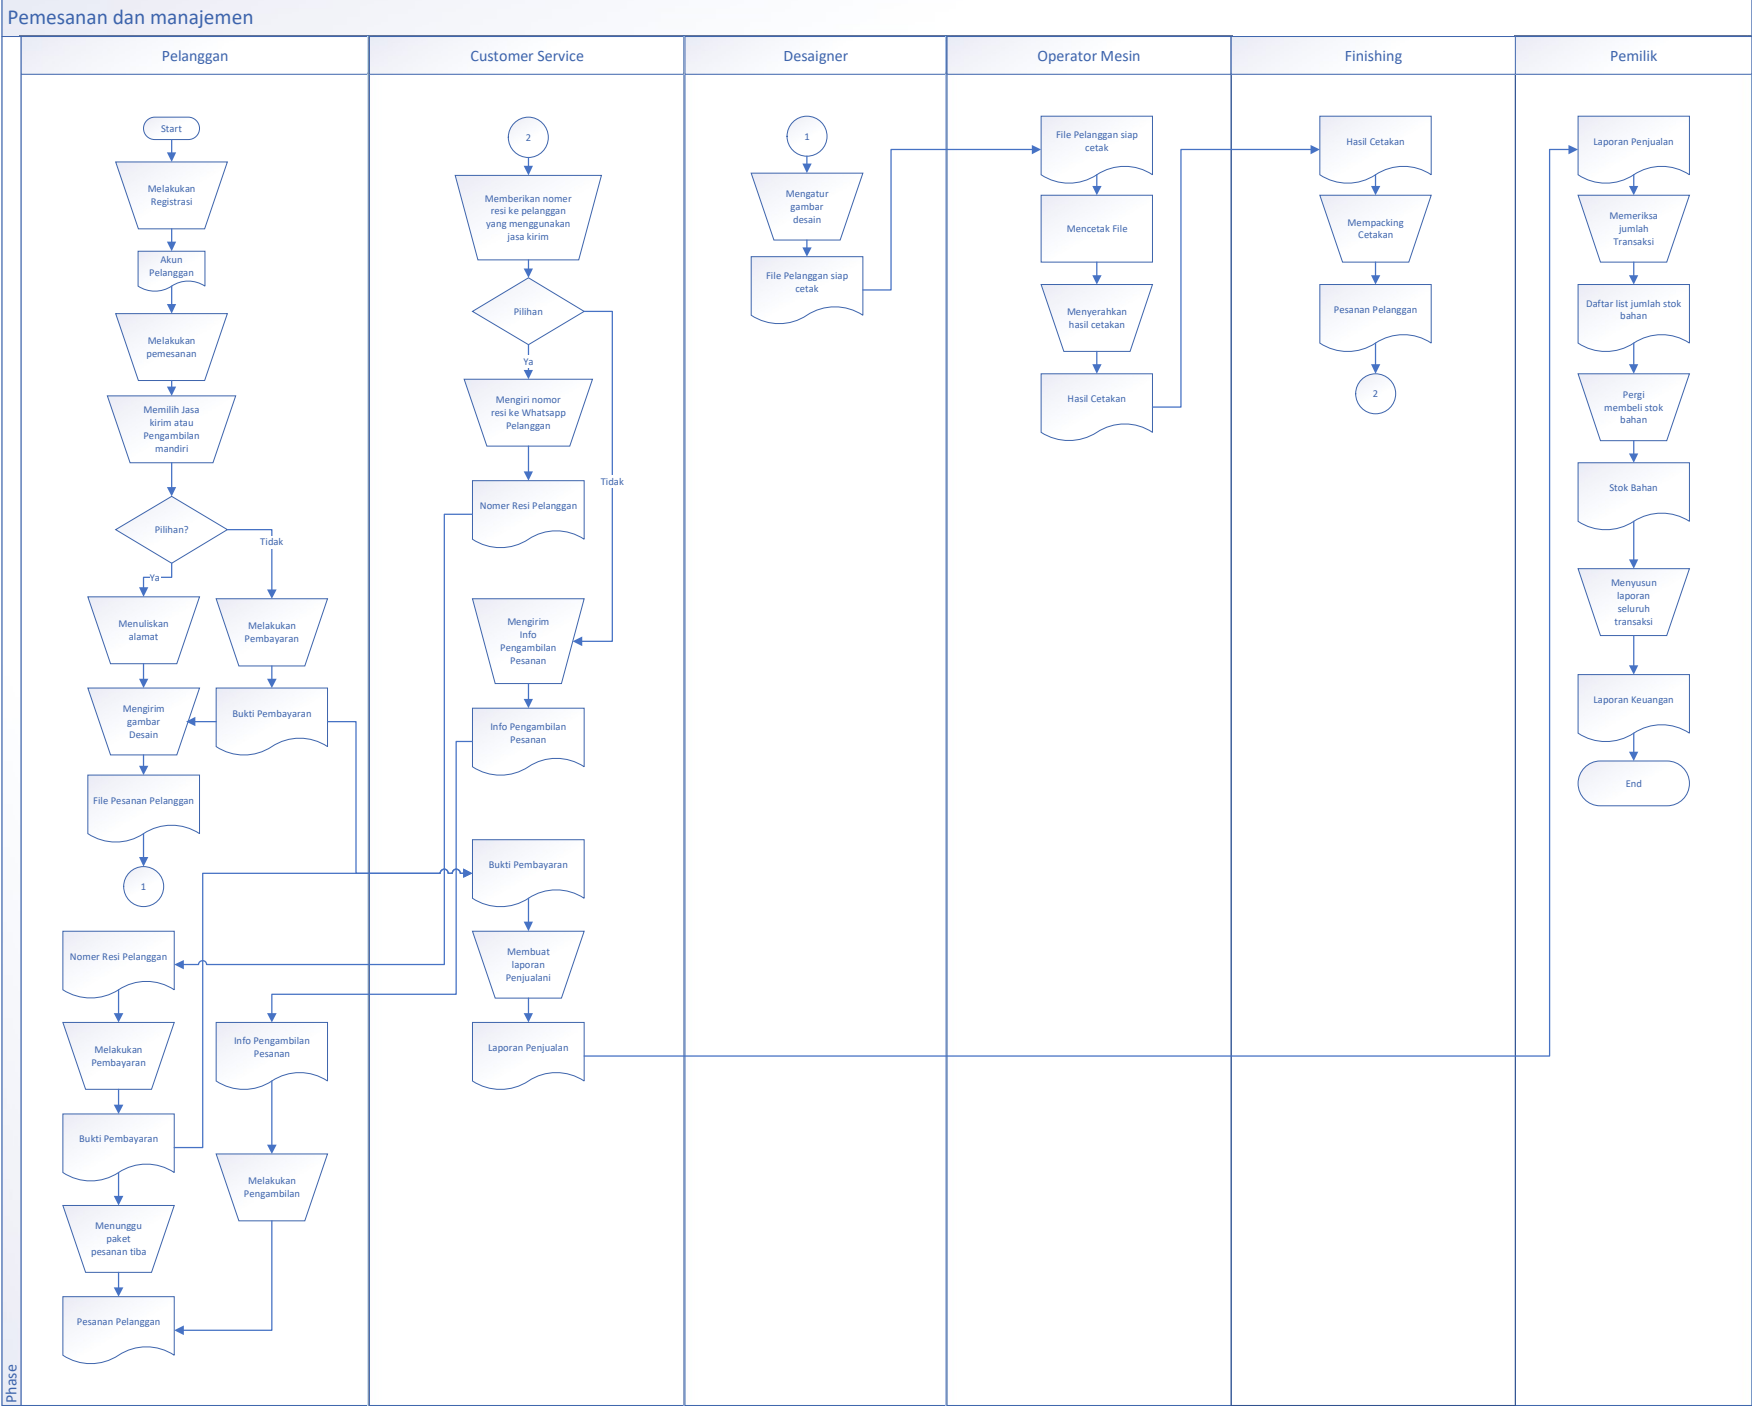 Pemesanan dan manajemen
Phase
Pelanggan
Start
Melakukan
Registrasi
Akun
Pelanggan
Melakukan
pemesanan
Memilih Jasa
kirim atau
Pengambilan
mandiri
Pilihan?
Tidak
Ya
Menuliskan
alamat
Melakukan
Pembayaran
Mengirim
gambar
Desain
Bukti Pembayaran
File Pesanan Pelanggan
1
Nomer Resi Pelanggan
Melakukan
Pembayaran
Info Pengambilan
Pesanan
Bukti Pembayaran
Melakukan
Pengambilan
Menunggu
paket
pesanan tiba
Pesanan Pelanggan
Customer Service
2
Memberikan nomer
resi ke pelanggan
yang menggunakan
jasa kirim
Pilihan
Ya
Mengiri nomor
resi ke Whatsapp
Pelanggan
Tidak
Nomer Resi Pelanggan
Mengirim
Info
Pengambilan
Pesanan
Info Pengambilan
Pesanan
Bukti Pembayaran
Membuat
laporan
Penjualani
Laporan Penjualan
Desaigner
1
Mengatur
gambar
desain
File Pelanggan siap
cetak
Operator Mesin
File Pelanggan siap
cetak
Mencetak File
Menyerahkan
hasil cetakan
Hasil Cetakan
Finishing
Hasil Cetakan
Mempacking
Cetakan
Pesanan Pelanggan
2
Pemilik
Laporan Penjualan
Memeriksa
jumlah
Transaksi
Daftar list jumlah stok
bahan
Pergi
membeli stok
bahan
Stok Bahan
Menyusun
laporan
seluruh
transaksi
Laporan Keuangan
End